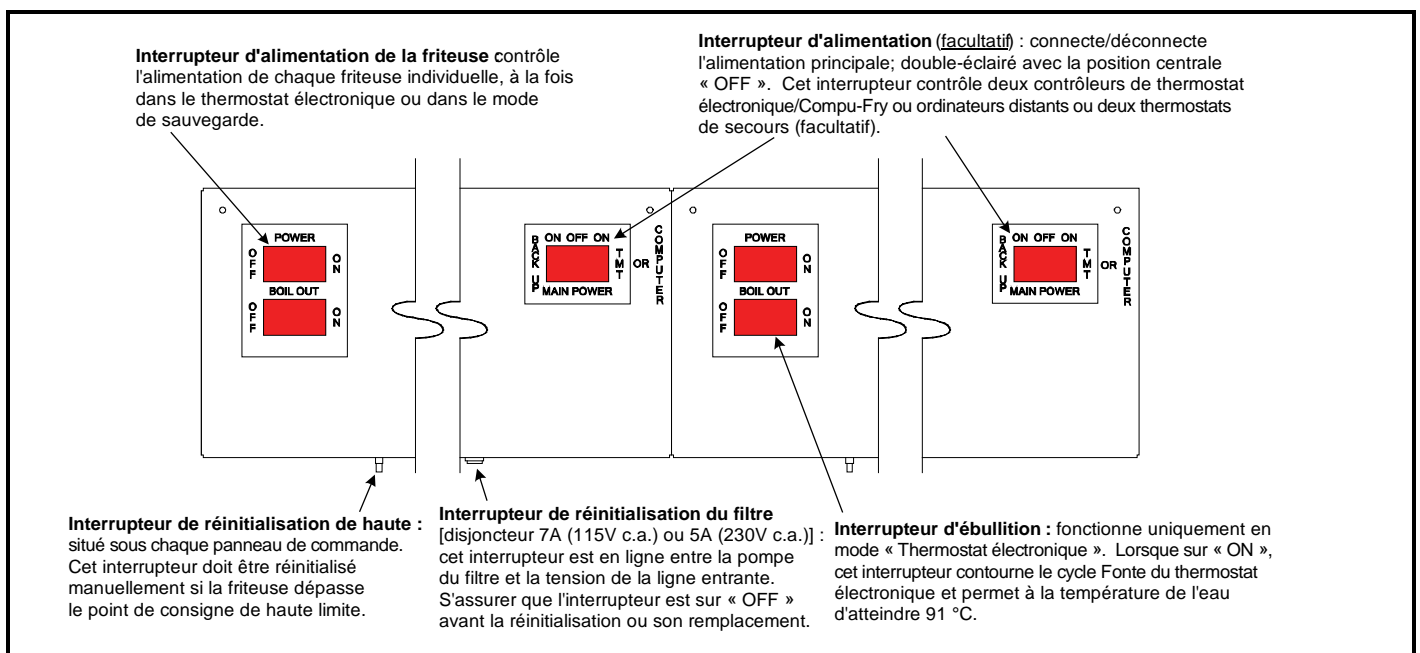 Interrupteur d'alimentation de la friteuse : contrôle
l'alimentation de chaque friteuse individuelle, à la fois
dans le thermostat électronique ou dans le mode
de sauvegarde.
Interrupteur d'alimentation (facultatif) : connecte/déconnecte
l'alimentation principale; double-éclairé avec la position centrale
« OFF ». Cet interrupteur contrôle deux contrôleurs de thermostat
électronique/Compu-Fry ou ordinateurs distants ou deux thermostats
de secours (facultatif).
POWER
OFF
ON
BOIL OUT
OFF
ON
BACK UP
ON OFF ON
TMT
OR
COMPUTER
MAIN POWER
POWER
OFF
ON
BOIL OUT
OFF
ON
BACK UP
ON OFF ON
TMT
OR
COMPUTER
MAIN POWER
Interrupteur de réinitialisation de haute :
situé sous chaque panneau de commande.
Cet interrupteur doit être réinitialisé
manuellement si la friteuse dépasse
le point de consigne de haute limite.
Interrupteur de réinitialisation du filtre
[disjoncteur 7A (115V c.a.) ou 5A (230V c.a.)] :
cet interrupteur est en ligne entre la pompe
du filtre et la tension de la ligne entrante.
S'assurer que l'interrupteur est sur « OFF »
avant la réinitialisation ou son remplacement.
Interrupteur d'ébullition : fonctionne uniquement en
mode « Thermostat électronique ». Lorsque sur « ON »,
cet interrupteur contourne le cycle Fonte du thermostat
électronique et permet à la température de l'eau
d'atteindre 91 °C.